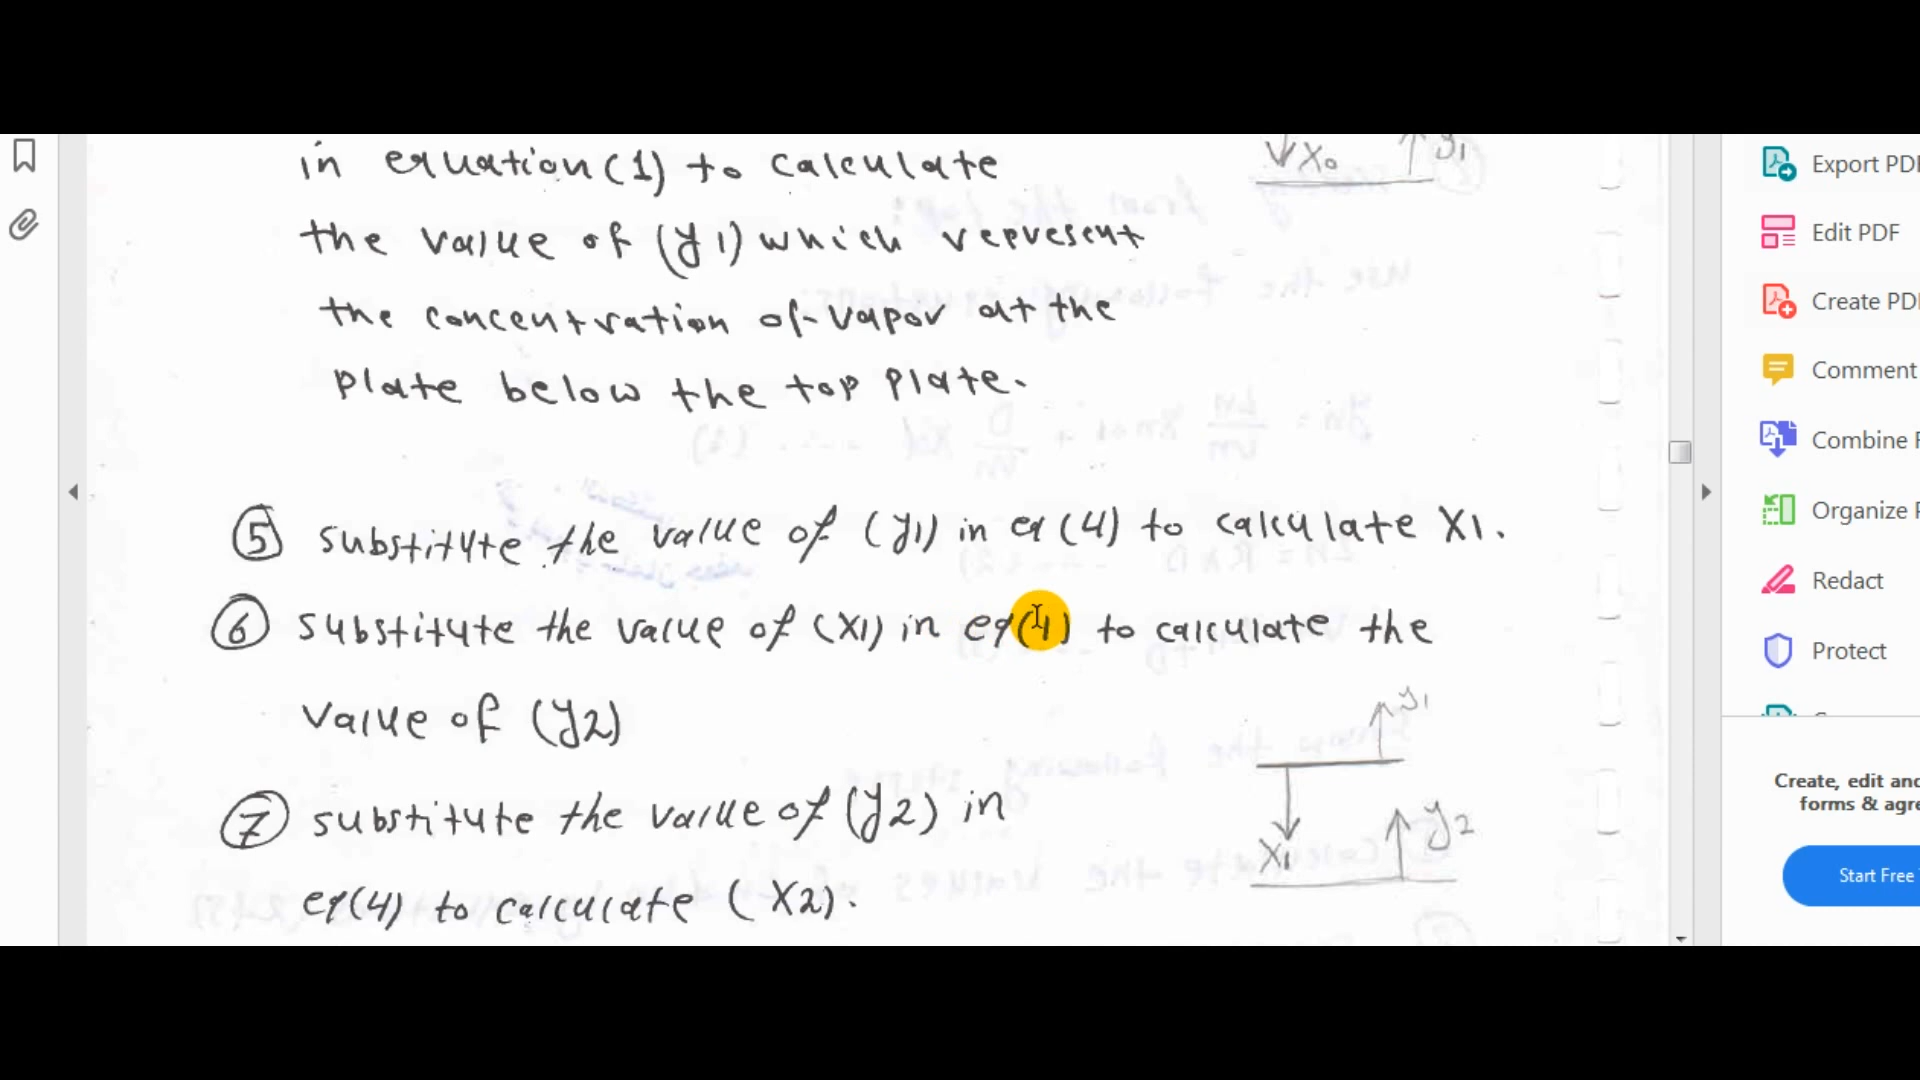 in equation(1) to calculate
↓X0 ↑y1
the value of (y1) which represent
the concentration of vapor at the
plate below the top plate.
⑤ substitute the value of (y1) in eq(4) to calculate X1.
⑥ substitute the value of (X1) in eq(1) to calculate the
value of (y2)
↑y1
⑦ substitute the value of (y2) in
X1 ↑y2
eq(4) to calculate (X2).
Export PDF
Edit PDF
Create PDF
Comment
Combine F
Organize P
Redact
Protect
Create, edit and
forms & agre
Start Free